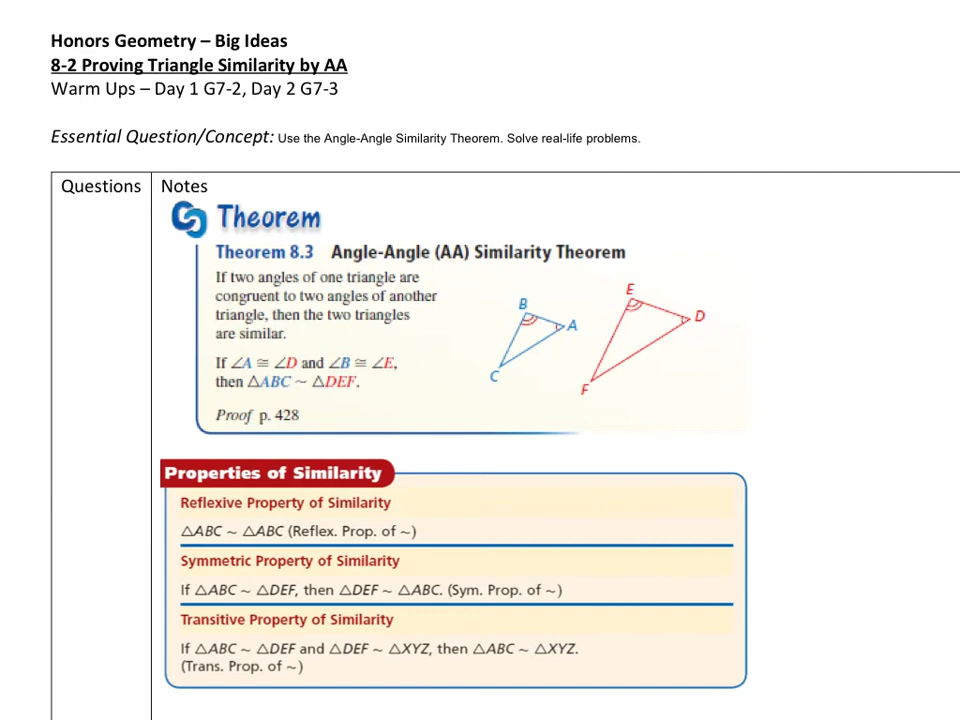 Honors Geometry – Big Ideas
8-2 Proving Triangle Similarity by AA
Warm Ups – Day 1 G7-2, Day 2 G7-3
Essential Question/Concept: Use the Angle-Angle Similarity Theorem. Solve real-life problems.
Questions
Notes
Theorem
Theorem 8.3 Angle-Angle (AA) Similarity Theorem
If two angles of one triangle are
congruent to two angles of another
triangle, then the two triangles
are similar.
If ∠A ≅ ∠D and ∠B ≅ ∠E,
then △ABC ~ △DEF.
Proof p. 428
B
A
C
E
D
F
Properties of Similarity
Reflexive Property of Similarity
△ABC ~ △ABC (Reflex. Prop. of ~)
Symmetric Property of Similarity
If △ABC ~ △DEF, then △DEF ~ △ABC. (Sym. Prop. of ~)
Transitive Property of Similarity
If △ABC ~ △DEF and △DEF ~ △XYZ, then △ABC ~ △XYZ.
(Trans. Prop. of ~)